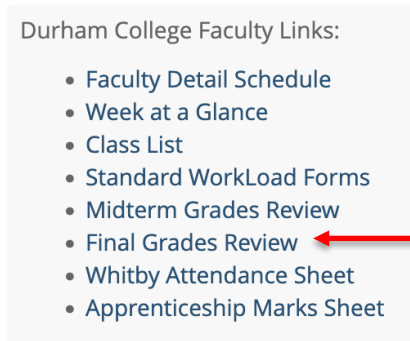 Durham College Faculty Links:
Faculty Detail Schedule
Week at a Glance
Class List
Standard WorkLoad Forms
Midterm Grades Review
Final Grades Review
Whitby Attendance Sheet
Apprenticeship Marks Sheet